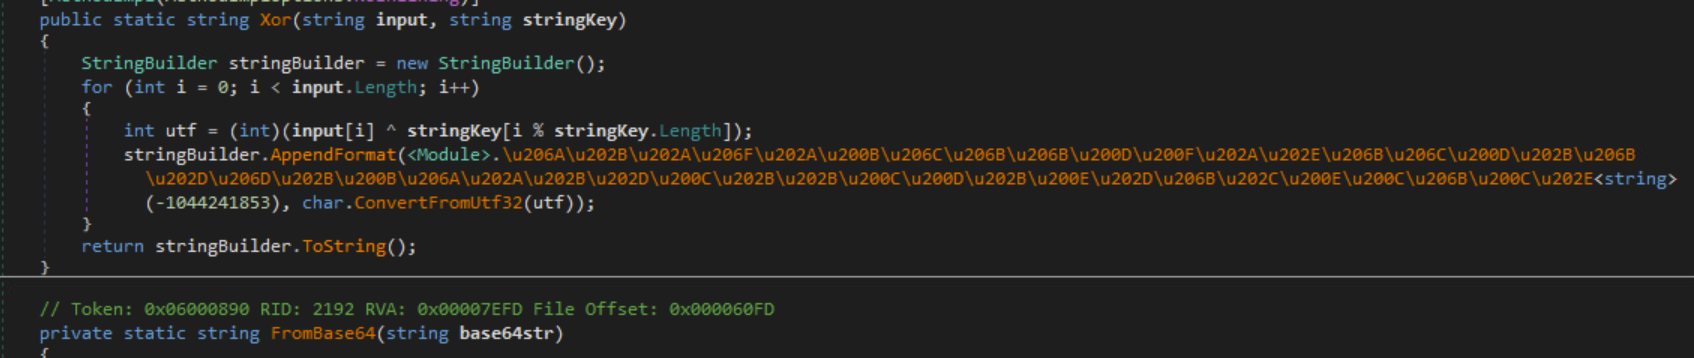 public static string Xor(string input, string stringKey)
{
StringBuilder stringBuilder = new StringBuilder();
for (int i = 0; i < input.Length; i++)
{
int utf = (int)(input[i] ^ stringKey[i % stringKey.Length]);
stringBuilder.AppendFormat(<Module>.\u206A\u202B\u202A\u206F\u202A\u200B\u206C\u206B\u206B\u200D\u200F\u202A\u202E\u206B\u206C\u200D\u202B\u206B
\u202D\u206D\u202B\u200B\u206A\u202A\u202B\u202D\u200C\u202B\u202B\u200C\u200D\u202B\u200E\u202D\u206B\u202C\u200E\u200C\u206B\u200C\u202E<string>
(-1044241853), char.ConvertFromUtf32(utf));
}
return stringBuilder.ToString();
}
// Token: 0x06000890 RID: 2192 RVA: 0x00007EFD File Offset: 0x000060FD
private static string FromBase64(string base64str)
{